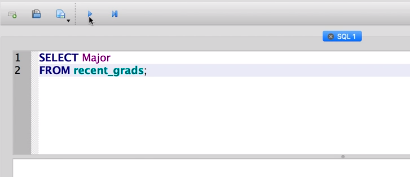 SQL 1
1 SELECT Major
2 FROM recent_grads;